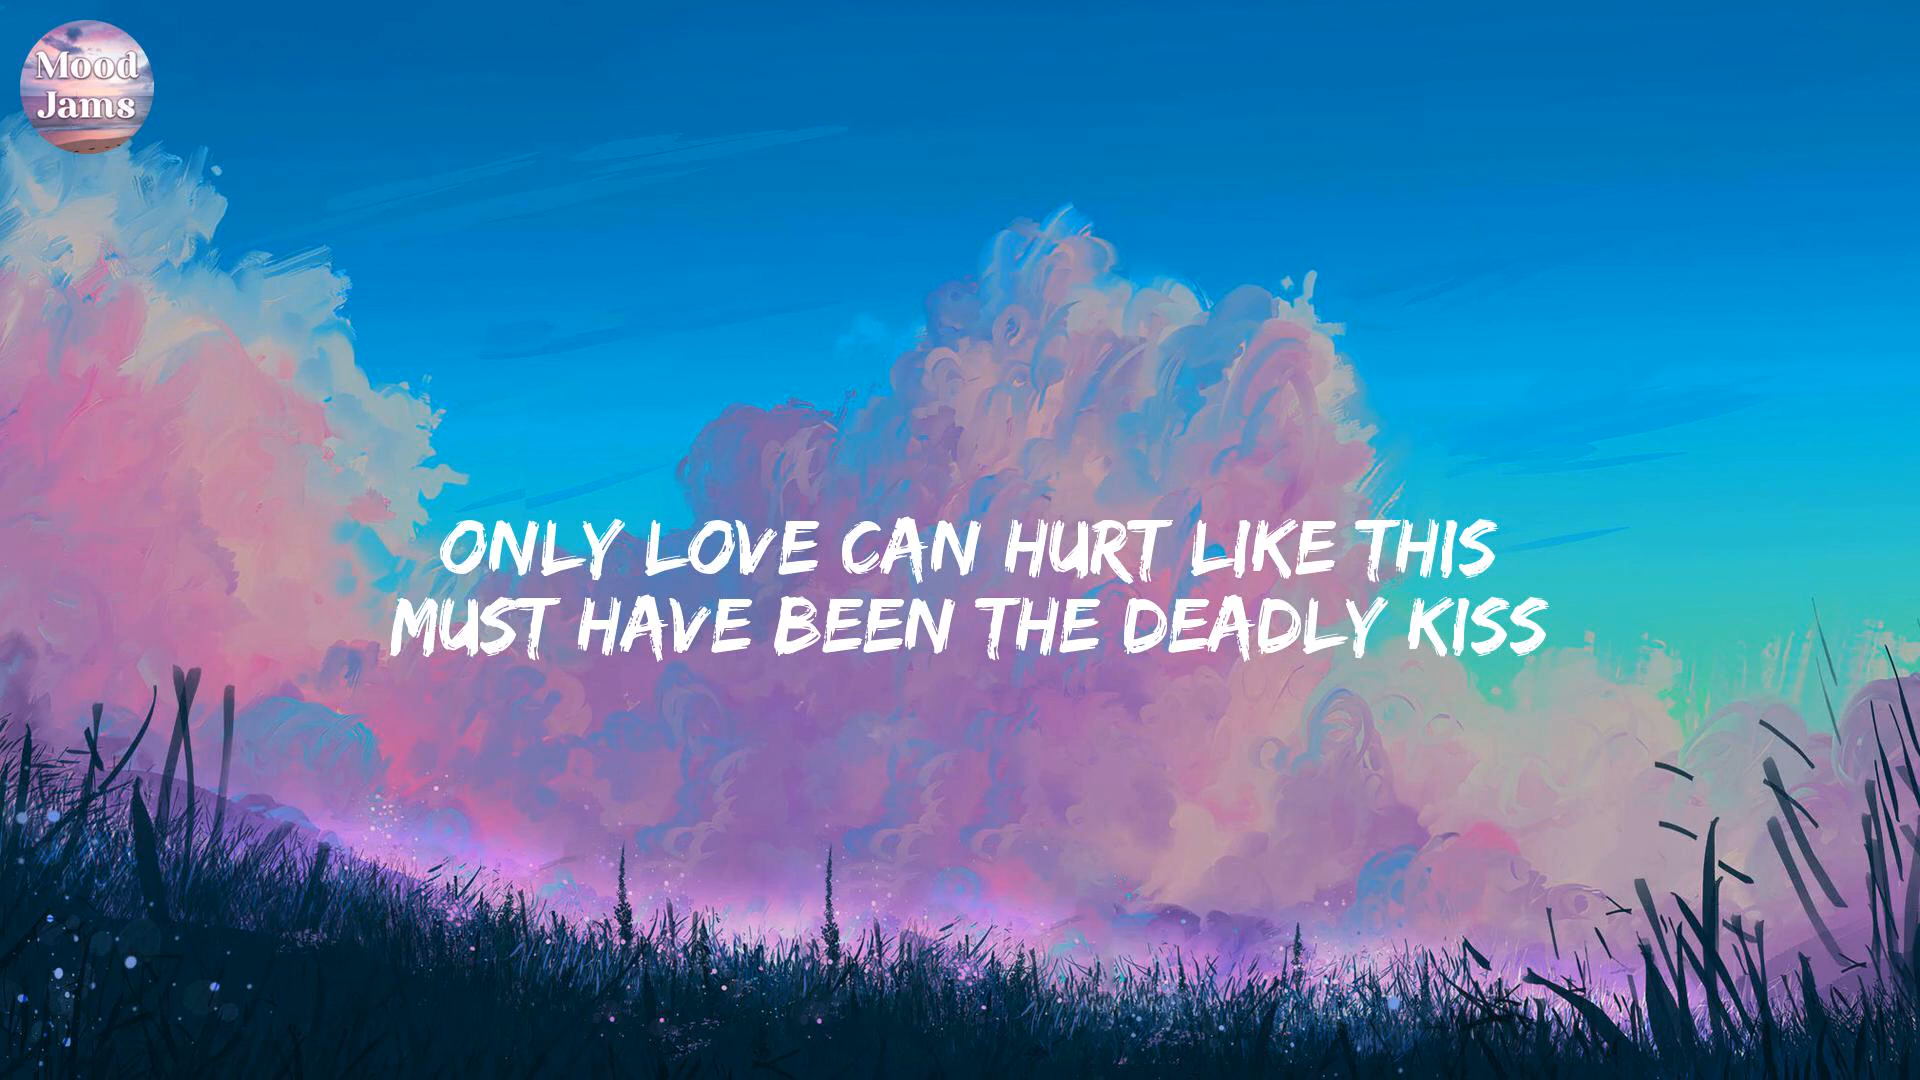 Mood
Jams
ONLY LOVE CAN HURT LIKE THIS
MUST HAVE BEEN THE DEADLY KISS